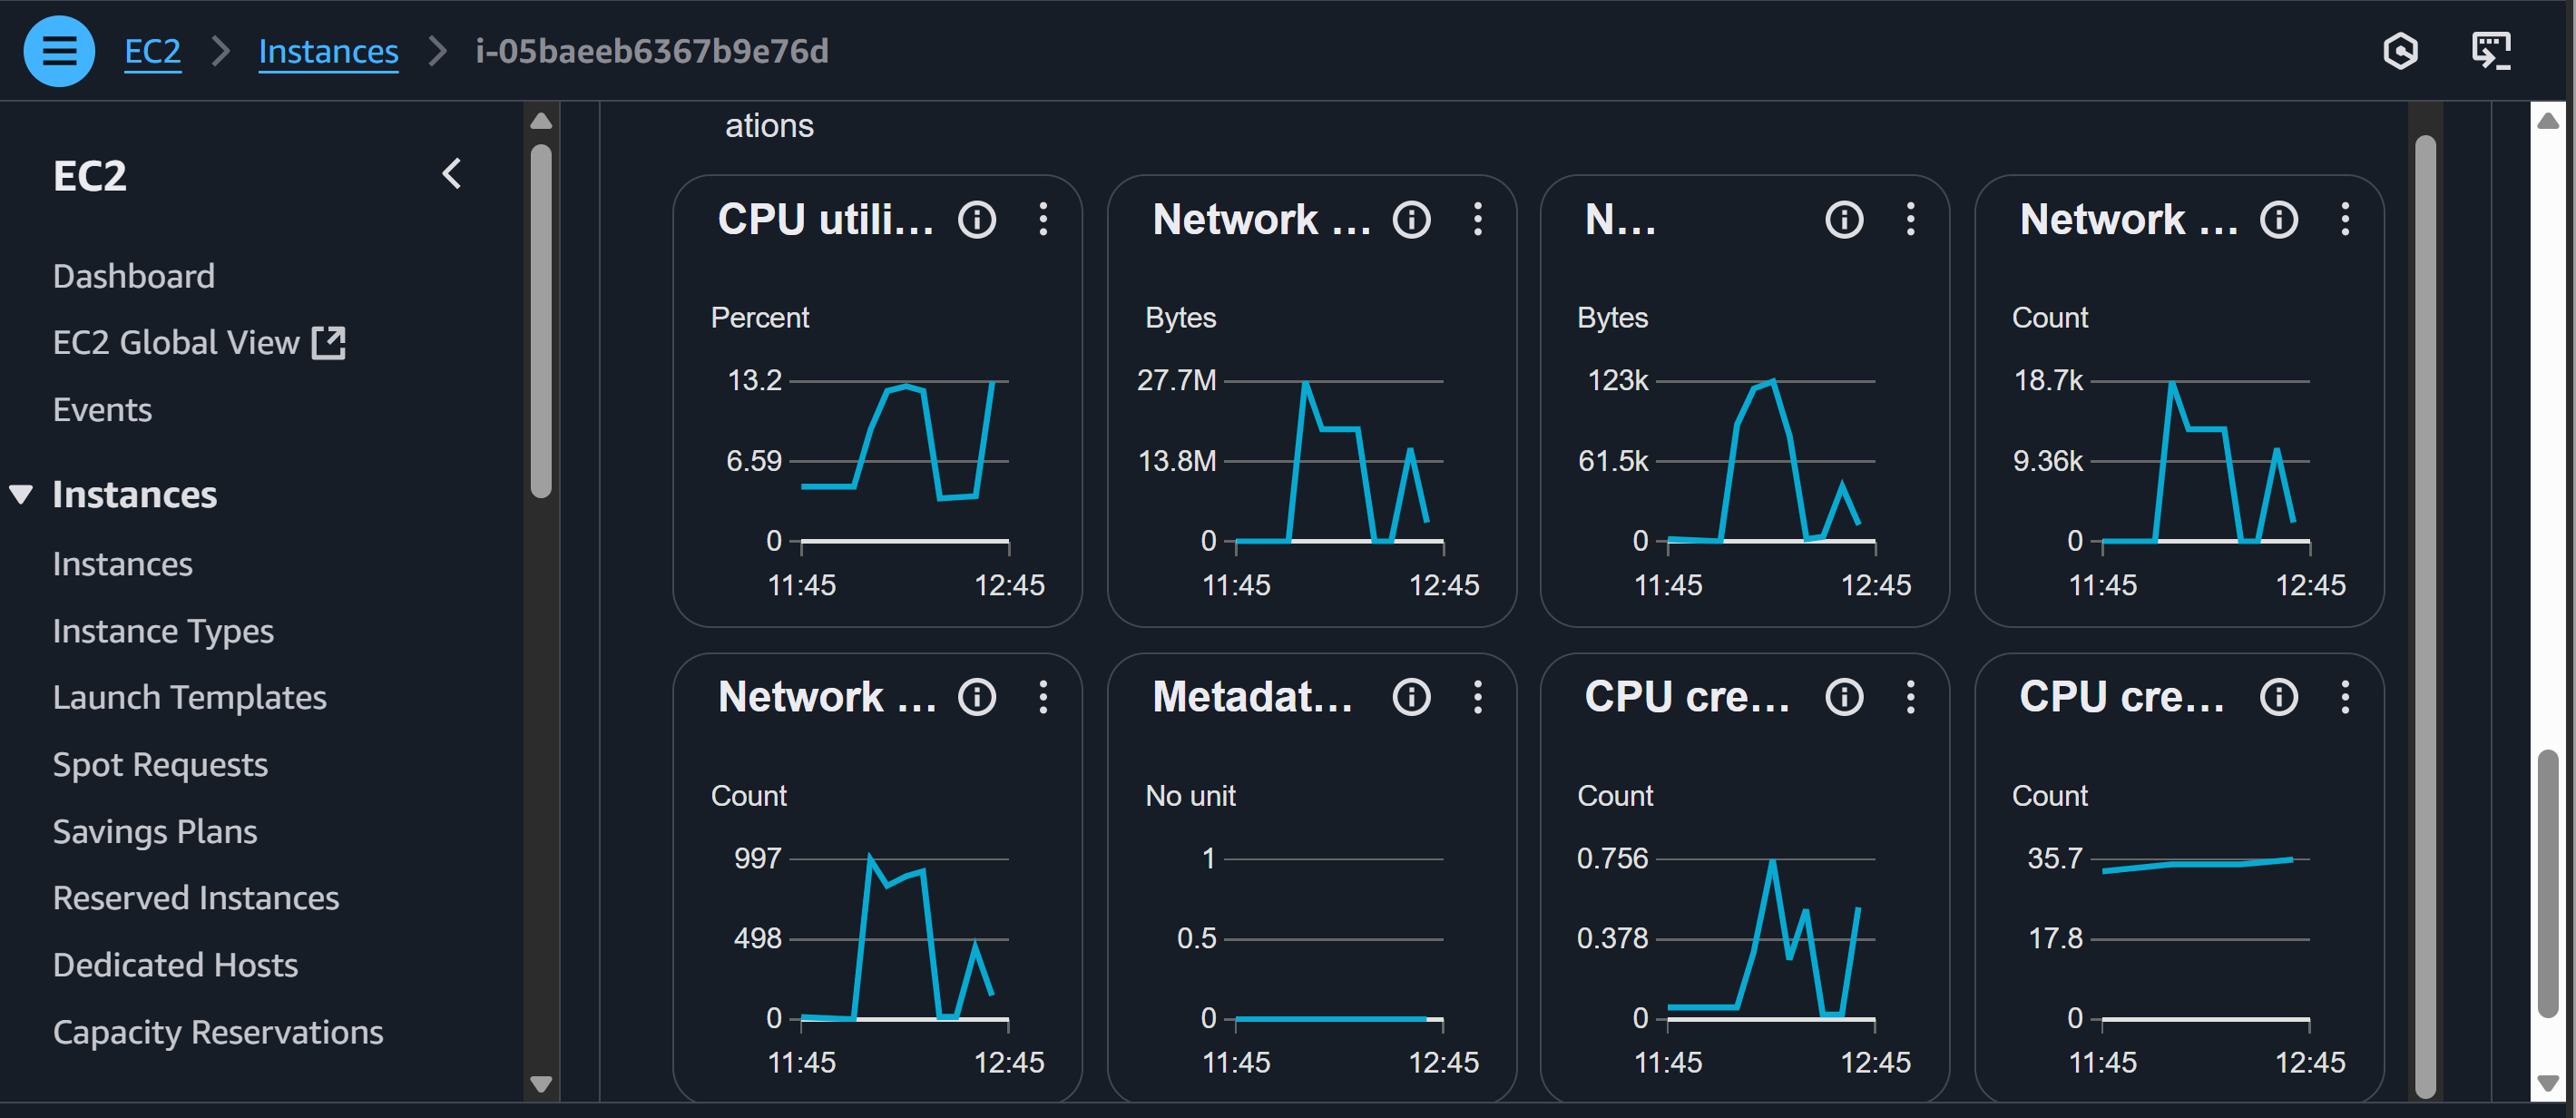 EC2 Instances i-05baeeb6367b9e76d
EC2
Dashboard
EC2 Global View
Events
Instances
Instances
Instance Types
Launch Templates
Spot Requests
Savings Plans
Reserved Instances
Dedicated Hosts
Capacity Reservations
ations
CPU utili...
Percent
13.2
6.59
0
11:45 12:45
Network ...
Bytes
27.7M
13.8M
0
11:45 12:45
N...
Bytes
123k
61.5k
0
11:45 12:45
Network ...
Count
18.7k
9.36k
0
11:45 12:45
Network ...
Count
997
498
0
11:45 12:45
Metadat...
No unit
1
0.5
0
11:45 12:45
CPU cre...
Count
0.756
0.378
0
11:45 12:45
CPU cre...
Count
35.7
17.8
0
11:45 12:45